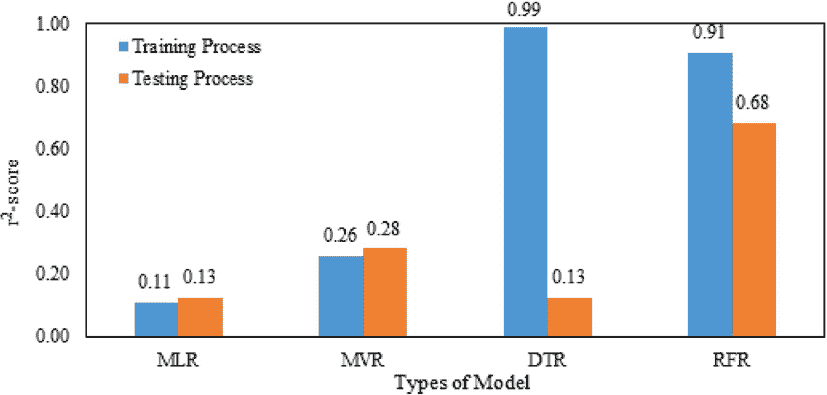 0.99
1.00
0.91
Training Process
Testing Process
0.80
0.68
0.60
r²-score
0.40
0.26
0.28
0.20
0.11
0.13
0.13
0.00
MLR
MVR
DTR
RFR
Types of Model